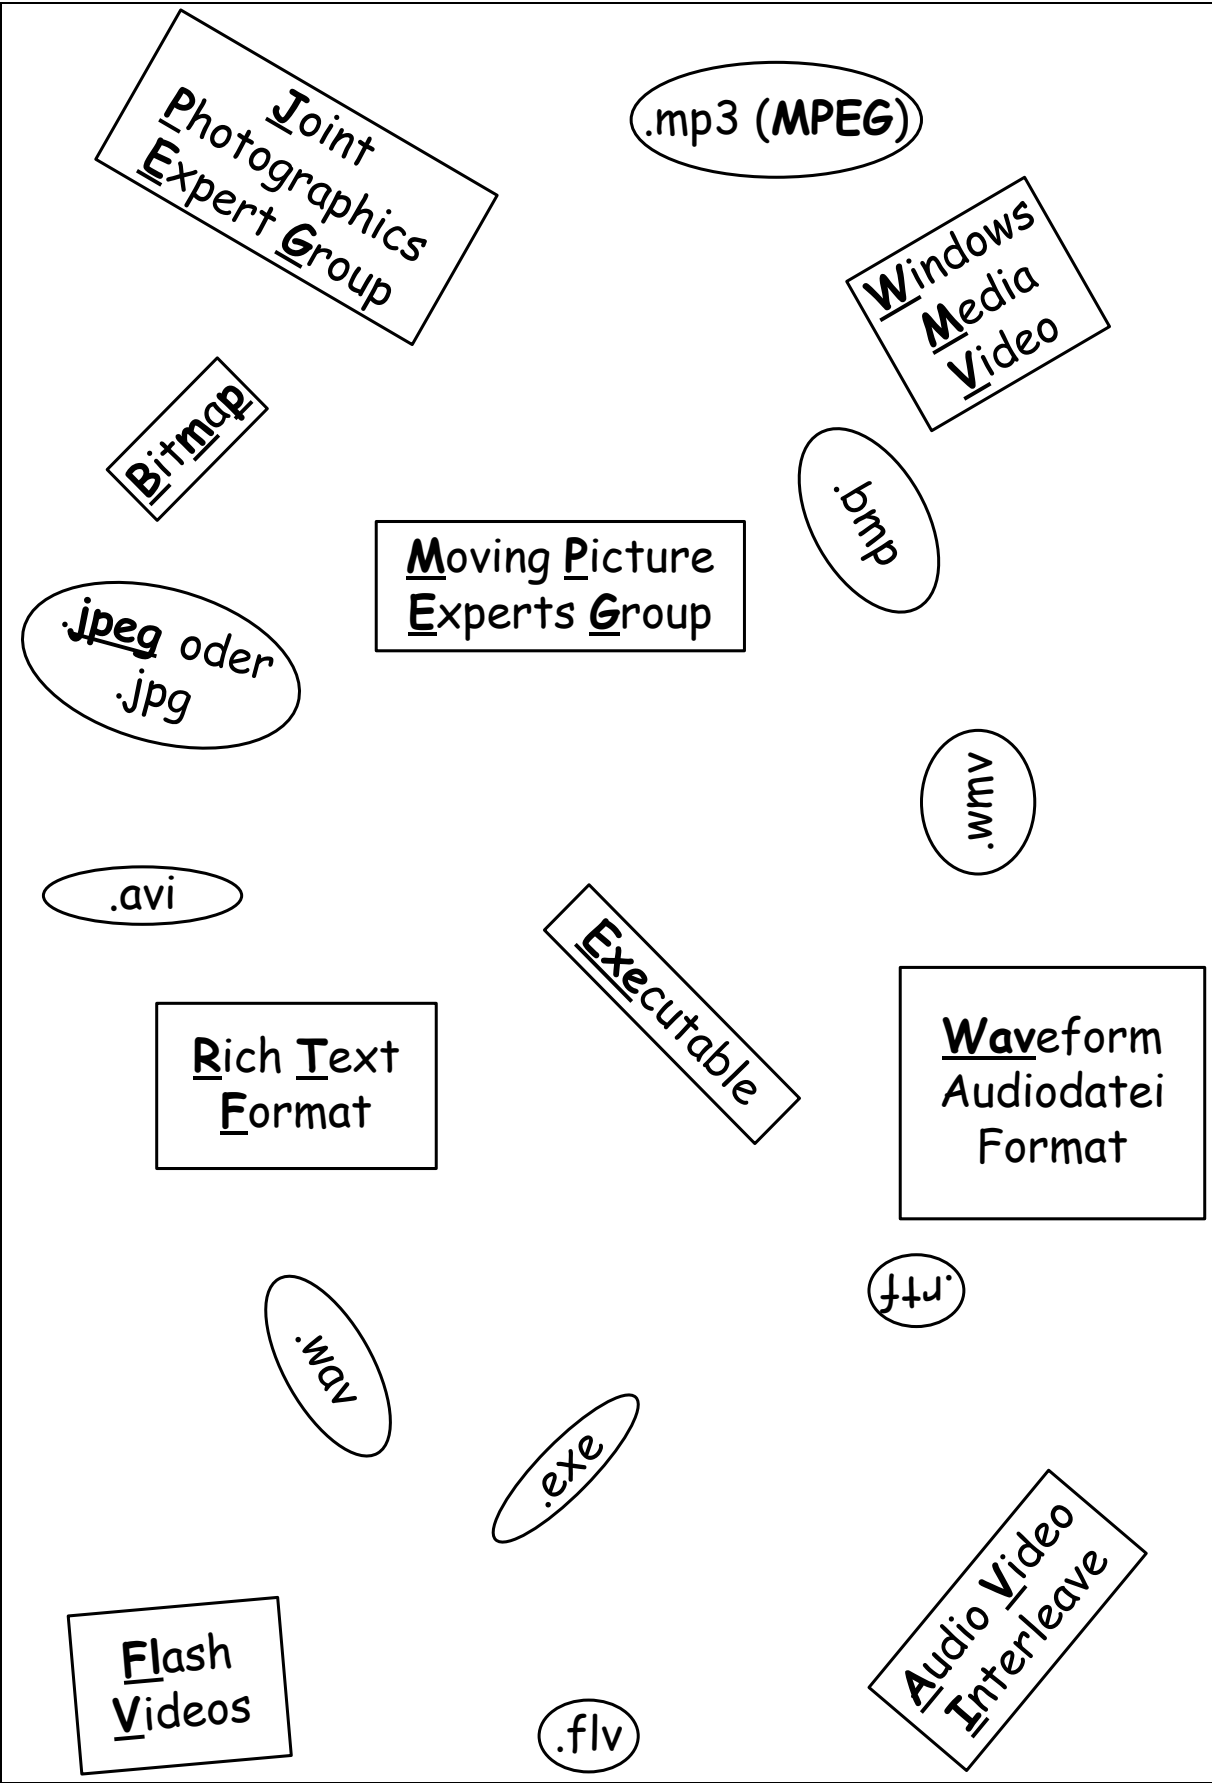 Joint
Photographics
Expert Group
.mp3 (MPEG)
Windows
Media
Video
Bitmap
.bmp
Moving Picture
Experts Group
.jpeg oder
.jpg
.wmv
.avi
Executable
Rich Text
Format
Waveform
Audiodatei
Format
.rtf
.wav
.exe
Audio Video
Interleave
Flash
Videos
.flv